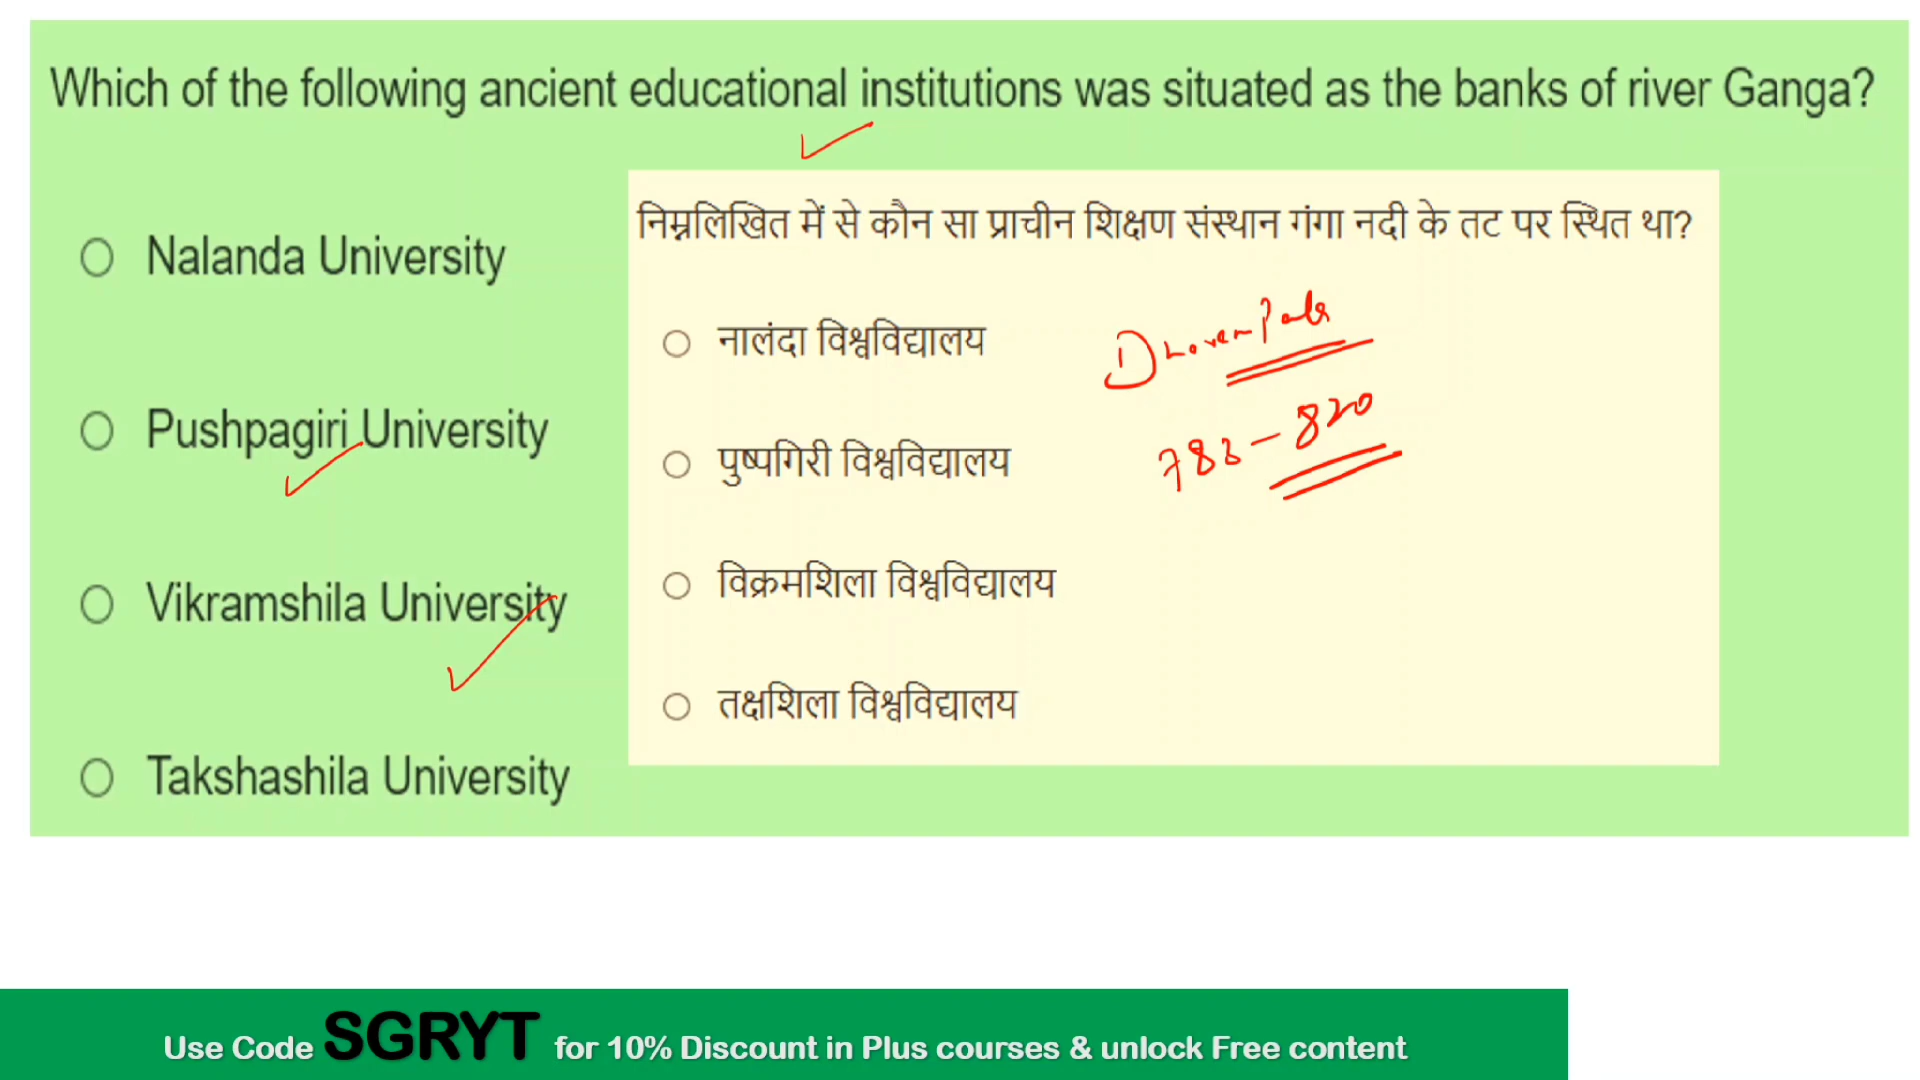 Which of the following ancient educational institutions was situated as the banks of river Ganga?
Nalanda University
Pushpagiri University
Vikramshila University
Takshashila University
निम्नलिखित में से कौन सा प्राचीन शिक्षण संस्थान गंगा नदी के तट पर स्थित था?
नालंदा विश्वविद्यालय
पुष्पगिरी विश्वविद्यालय
विक्रमशिला विश्वविद्यालय
तक्षशिला विश्वविद्यालय
783-820
Use Code SGRYT for 10% Discount in Plus courses & unlock Free content